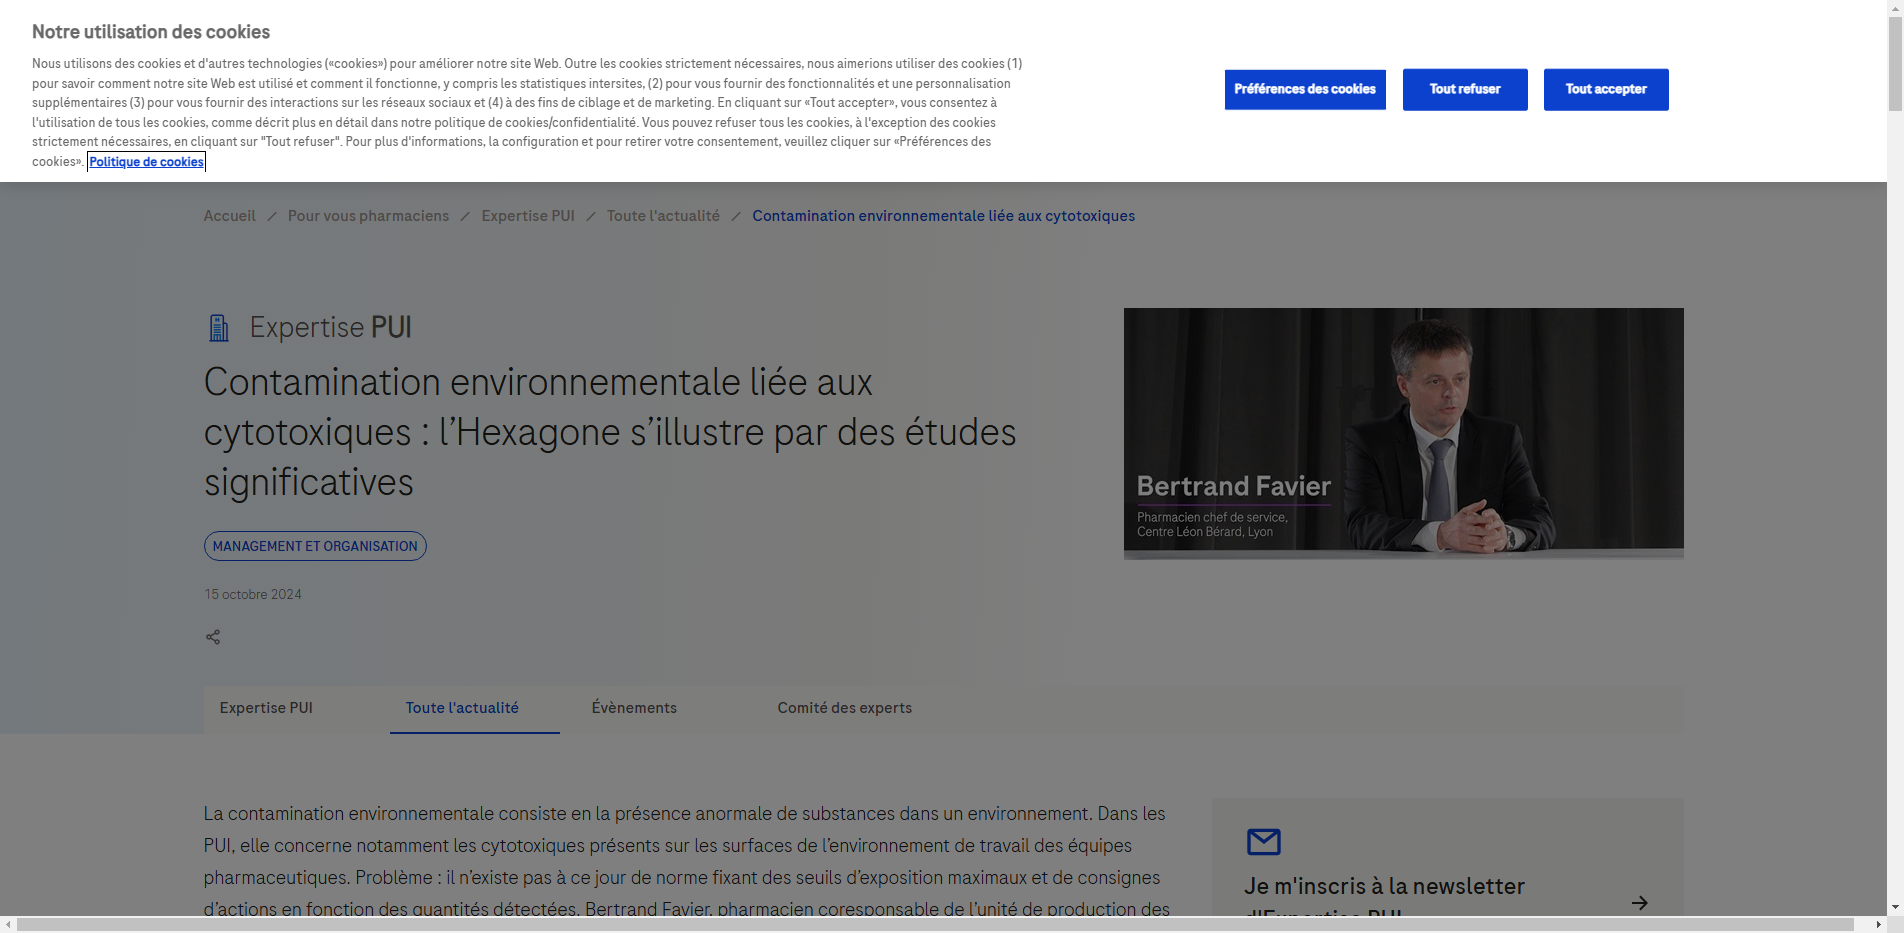 Notre utilisation des cookies
Nous utilisons des cookies et d'autres technologies («cookies») pour améliorer notre site Web. Outre les cookies strictement nécessaires, nous aimerions utiliser des cookies (1)
pour savoir comment notre site Web est utilisé et comment il fonctionne, y compris les statistiques intersites, (2) pour vous fournir des fonctionnalités et une personnalisation
supplémentaires (3) pour vous fournir des interactions sur les réseaux sociaux et (4) à des fins de ciblage et de marketing. En cliquant sur «Tout accepter», vous consentez à
l'utilisation de tous les cookies, comme décrit plus en détail dans notre politique de cookies/confidentialité. Vous pouvez refuser tous les cookies, à l'exception des cookies
strictement nécessaires, en cliquant sur "Tout refuser". Pour plus d'informations, la configuration et pour retirer votre consentement, veuillez cliquer sur «Préférences des
cookies». Politique de cookies
Préférences des cookies
Tout refuser
Tout accepter
Accueil / Pour vous pharmaciens / Expertise PUI / Toute l'actualité / Contamination environnementale liée aux cytotoxiques
Expertise PUI
Contamination environnementale liée aux
cytotoxiques : l’Hexagone s’illustre par des études
significatives
MANAGEMENT ET ORGANISATION
15 octobre 2024
Bertrand Favier
Pharmacien chef de service,
Centre Léon Bérard, Lyon
Expertise PUI
Toute l'actualité
Évènements
Comité des experts
La contamination environnementale consiste en la présence anormale de substances dans un environnement. Dans les
PUI, elle concerne notamment les cytotoxiques présents sur les surfaces de l’environnement de travail des équipes
pharmaceutiques. Problème : il n’existe pas à ce jour de norme fixant des seuils d’exposition maximaux et de consignes
d’actions en fonction des quantités détectées. Bertrand Favier, pharmacien coresponsable de l’unité de production des
Je m'inscris à la newsletter
d'Expertise PUI